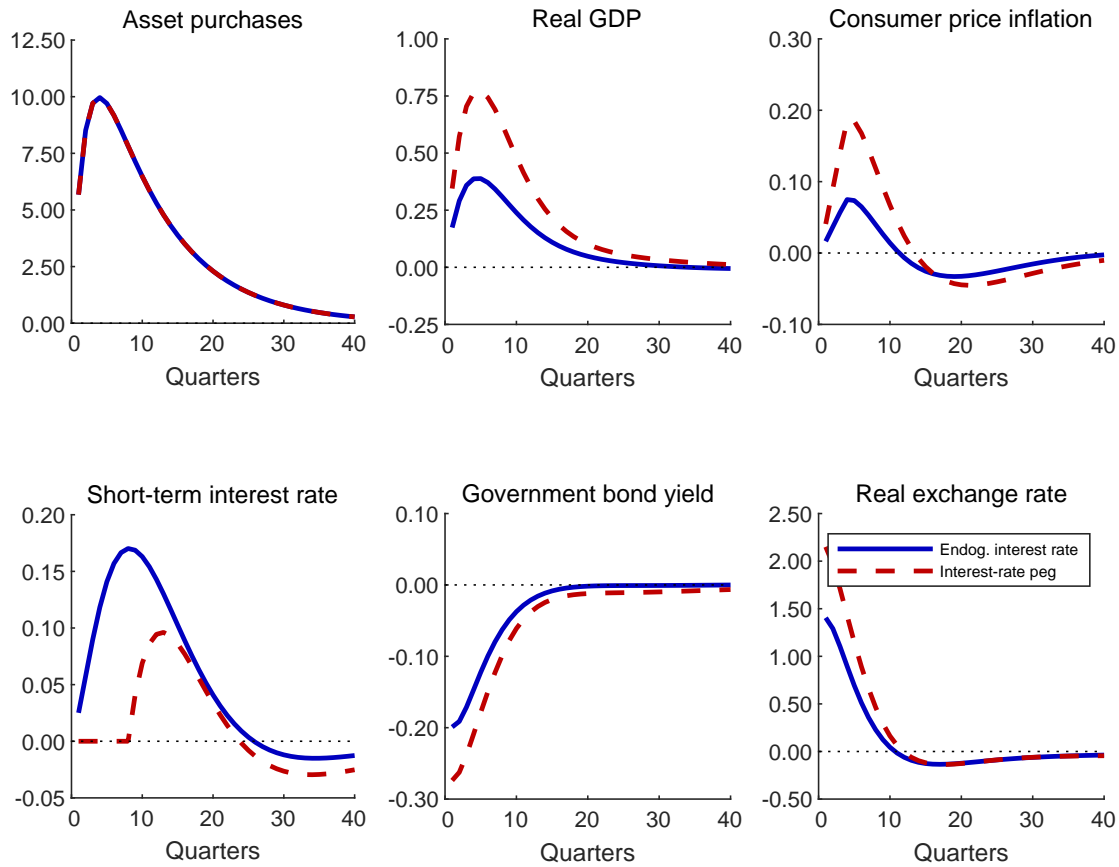 Asset purchases
12.50
10.00
7.50
5.00
2.50
0.00
0 10 20 30 40
Quarters
Real GDP
1.00
0.75
0.50
0.25
0.00
-0.25
0 10 20 30 40
Quarters
Consumer price inflation
0.30
0.20
0.10
0.00
-0.10
0 10 20 30 40
Quarters
Short-term interest rate
0.20
0.15
0.10
0.05
0.00
-0.05
0 10 20 30 40
Quarters
Government bond yield
0.10
0.00
-0.10
-0.20
-0.30
0 10 20 30 40
Quarters
Real exchange rate
2.50
2.00
1.50
1.00
0.50
0.00
-0.50
Endog. interest rate
Interest-rate peg
0 10 20 30 40
Quarters